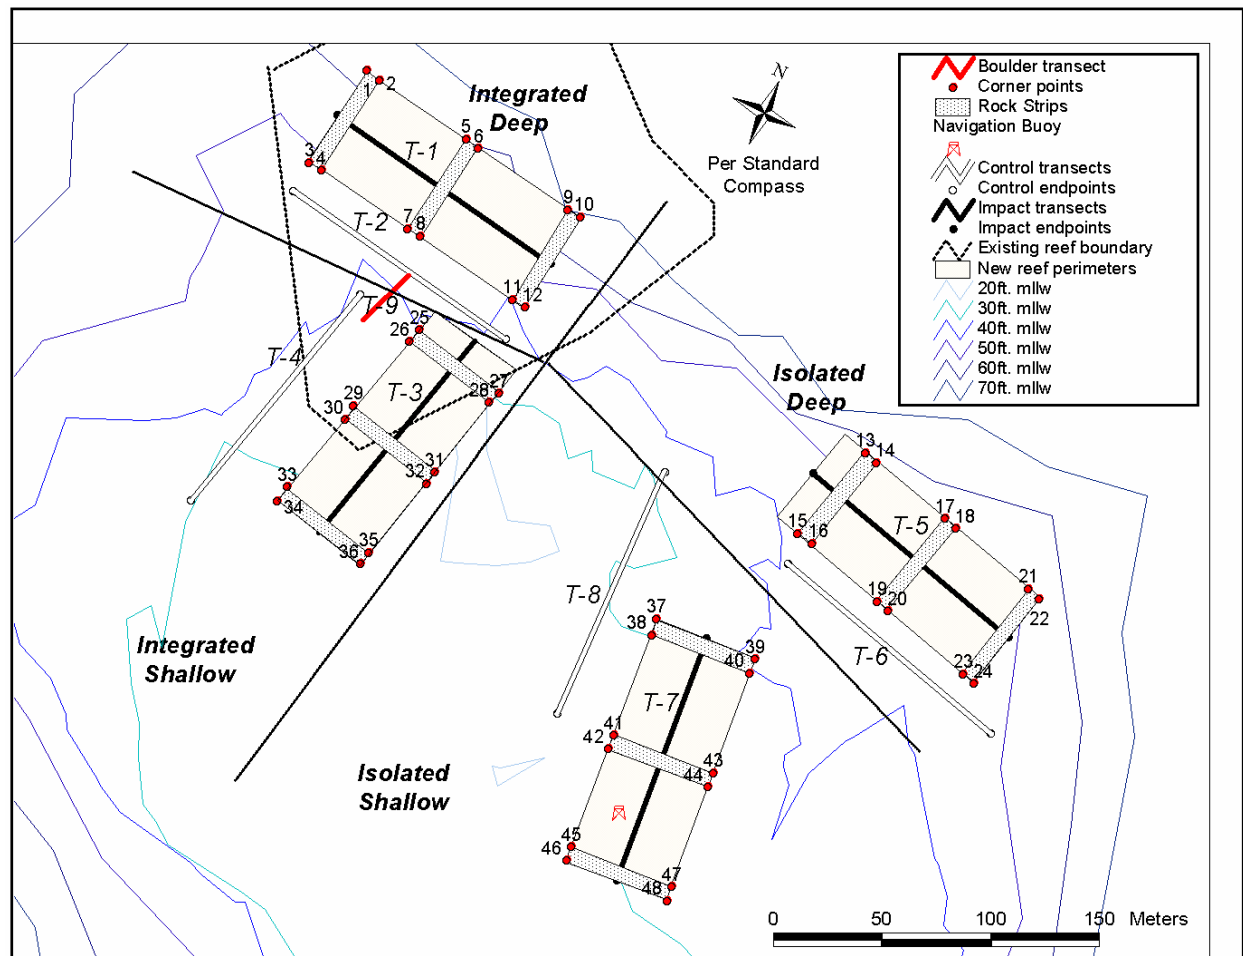 N
Per Standard
Compass
Boulder transect
Corner points
Rock Strips
Navigation Buoy
Control transects
Control endpoints
Impact transects
Impact endpoints
Existing reef boundary
New reef perimeters
20ft. mllw
30ft. mllw
40ft. mllw
50ft. mllw
60ft. mllw
70ft. mllw
Integrated
Deep
1
2
3
4
5
6
7
8
9
10
11
12
T-1
T-2
T-9
T-4
T-3
25
26
27
28
29
30
31
32
33
34
35
36
Integrated
Shallow
Isolated
Deep
13
14
15
16
17
18
19
20
21
22
23
24
T-5
T-6
T-8
T-7
37
38
39
40
41
42
43
44
45
46
47
48
Isolated
Shallow
0
50
100
150
Meters